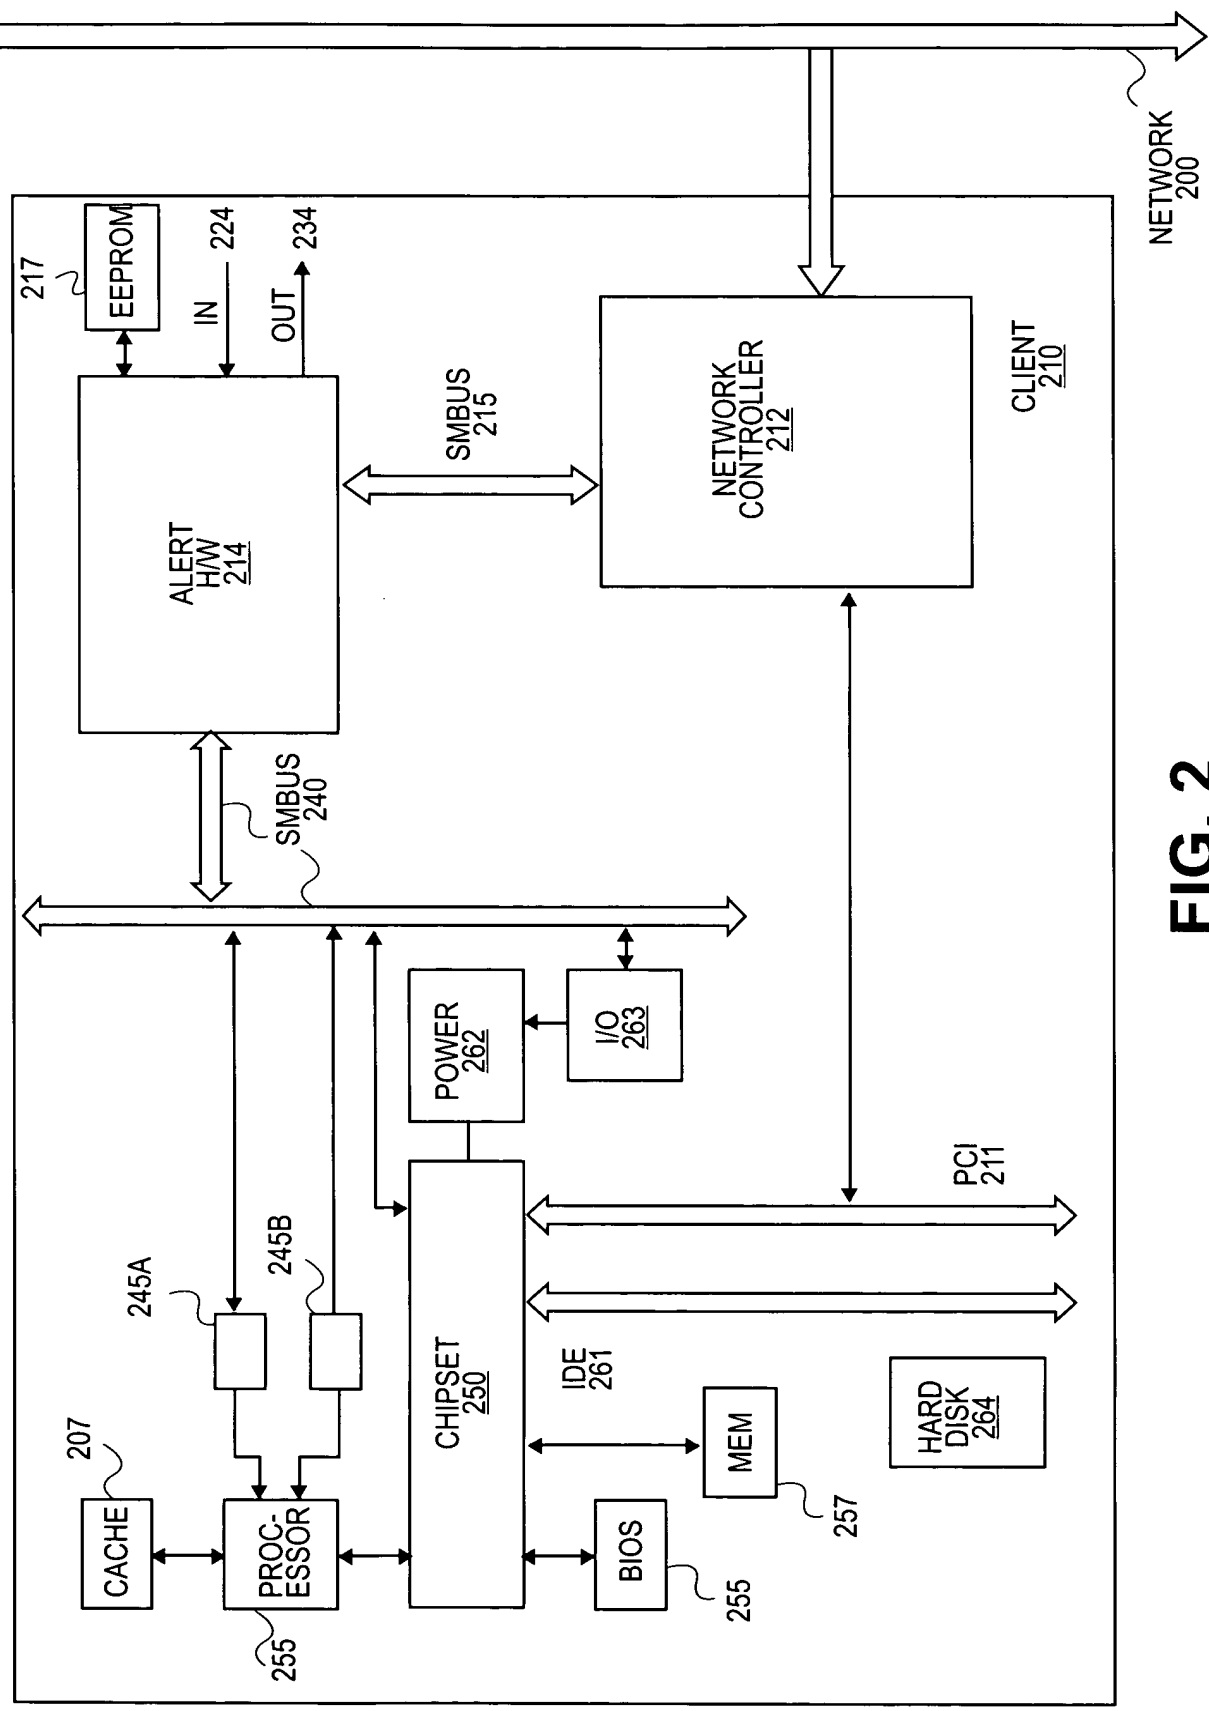 CACHE
207
PROC-
ESSOR
255
245A
245B
CHIPSET
250
BIOS
255
MEM
257
IDE
261
HARD
DISK
264
PCI
211
POWER
262
I/O
263
SMBUS
240
ALERT
H/W
214
EEPROM
217
IN
224
OUT
234
SMBUS
215
NETWORK
CONTROLLER
212
CLIENT
210
NETWORK
200
FIG. 2